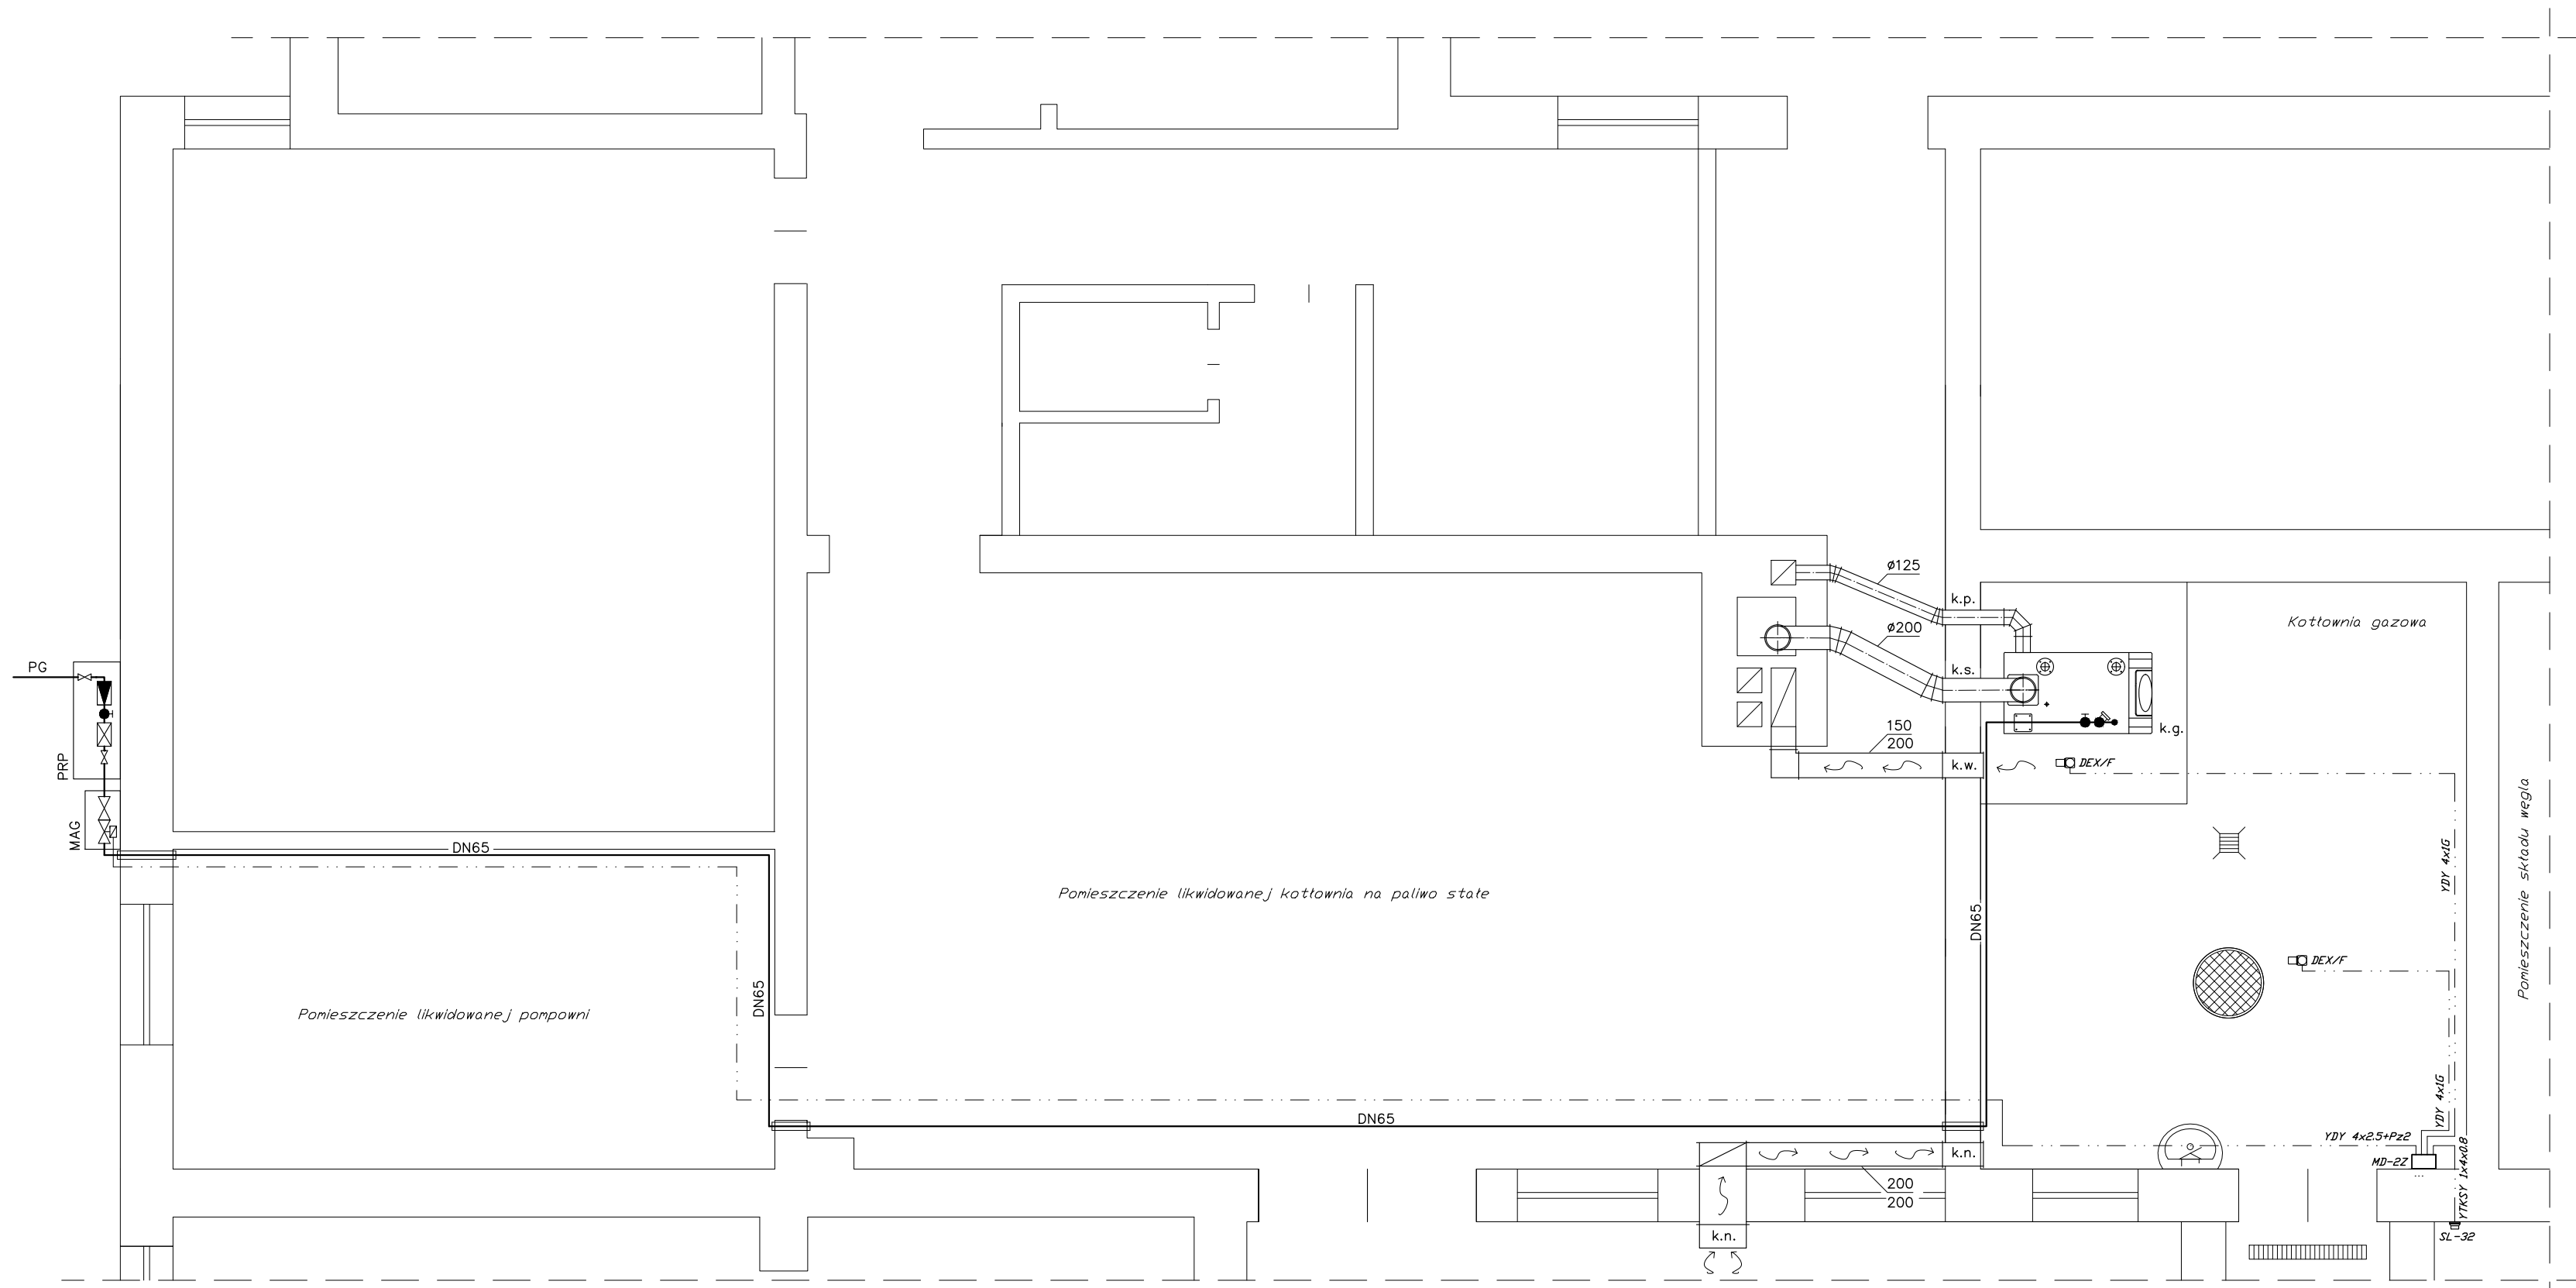 ø125
k.p.
Kotłownia gazowa
ø200
PG
k.s.
150
200
k.g.
PRP
k.w.
DEX/F
MAG
DN65
YDY 4x1G
Pomieszczenie składu węgla
Pomieszczenie likwidowanej kotłownia na paliwo stałe
DN65
DEX/F
DN65
Pomieszczenie likwidowanej pompowni
YDY 4x1G
DN65
YDY 4x2.5+Pz2
k.n.
MD-2Z
YTKSY 1x4x0.8
200
200
k.n.
SL-32